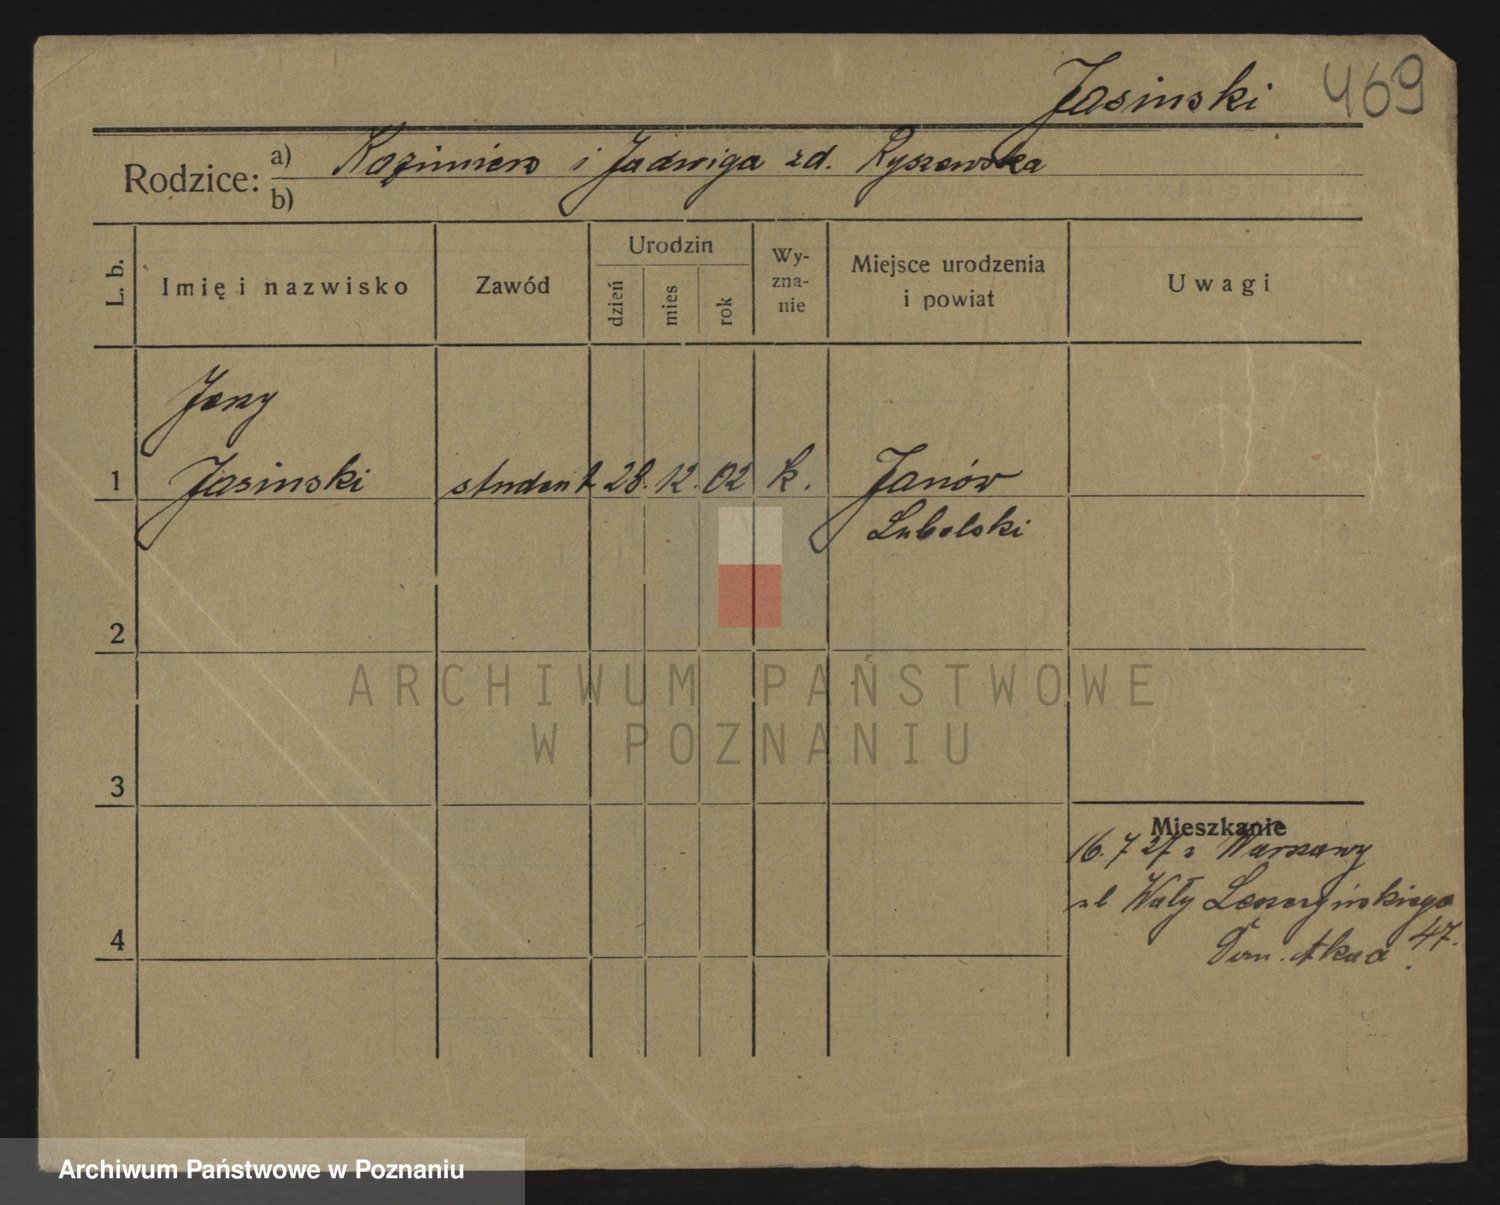 Jasinski 469
Rodzice: a) Kazimierz i Jadwiga zd. Ryszewska
b)
L. b. Imię i nazwisko Zawód Urodzin dzień mies rok Wy-zna-nie Miejsce urodzenia i powiat Uwagi
Jerzy
1 Jasinski student 28. 12. 02 k. Janów
Lubelski
2
ARCHIWUM PAŃSTWOWE
W POZNANIU
3
Mieszkanie
16. 7 27 z Warszawy
Wały Leszczyńskiego
47.
Dom Akad.
4
Archiwum Państwowe w Poznaniu